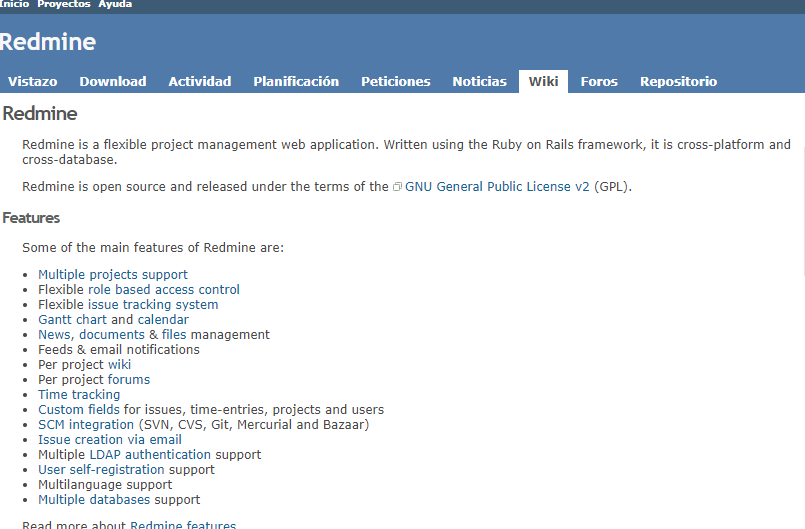 Inicio Proyectos Ayuda
Redmine
Vistazo Download Actividad Planificación Peticiones Noticias Wiki Foros Repositorio
Redmine
Redmine is a flexible project management web application. Written using the Ruby on Rails framework, it is cross-platform and
cross-database.
Redmine is open source and released under the terms of the GNU General Public License v2 (GPL).
Features
Some of the main features of Redmine are:
Multiple projects support
Flexible role based access control
Flexible issue tracking system
Gantt chart and calendar
News, documents & files management
Feeds & email notifications
Per project wiki
Per project forums
Time tracking
Custom fields for issues, time-entries, projects and users
SCM integration (SVN, CVS, Git, Mercurial and Bazaar)
Issue creation via email
Multiple LDAP authentication support
User self-registration support
Multilanguage support
Multiple databases support
Read more about Redmine features